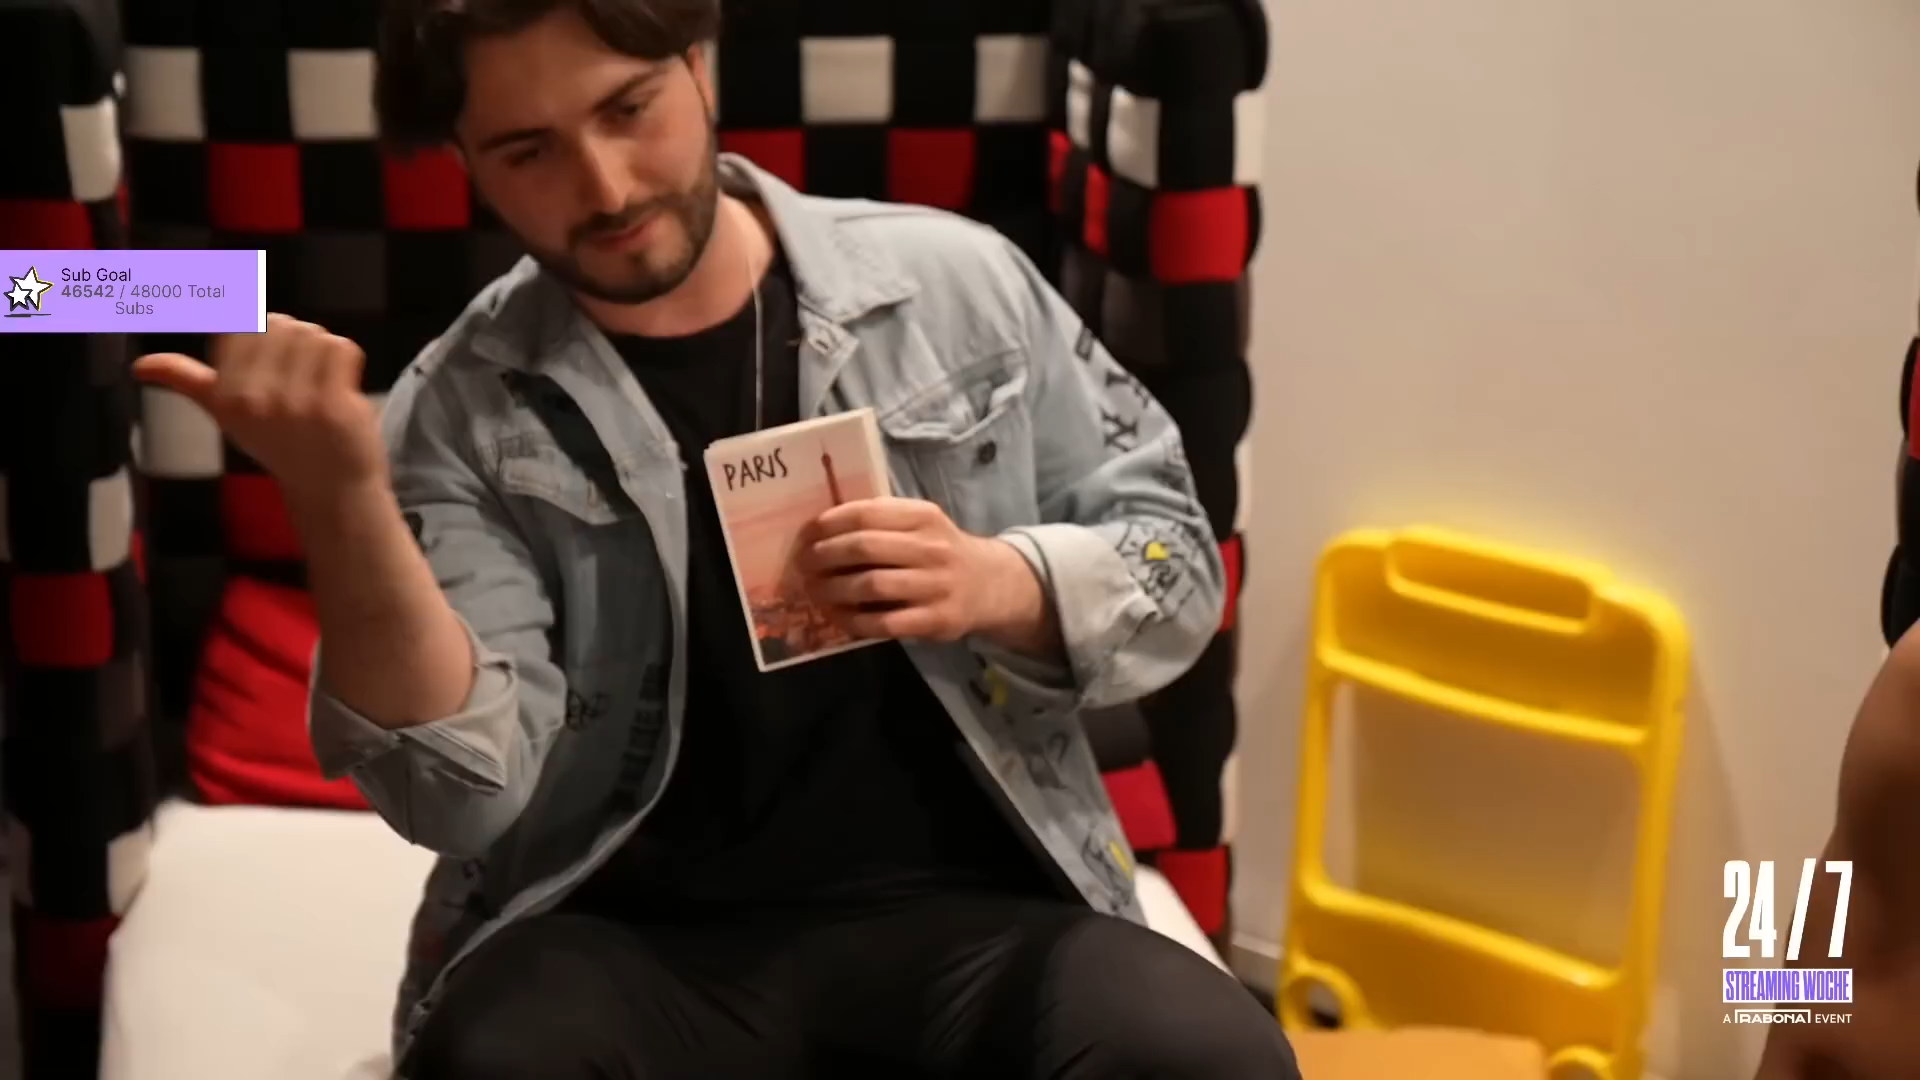 Sub Goal
46542 / 48000 Total
Subs
PARIS
24/7
STREAMING WOCHE
A RABONA EVENT